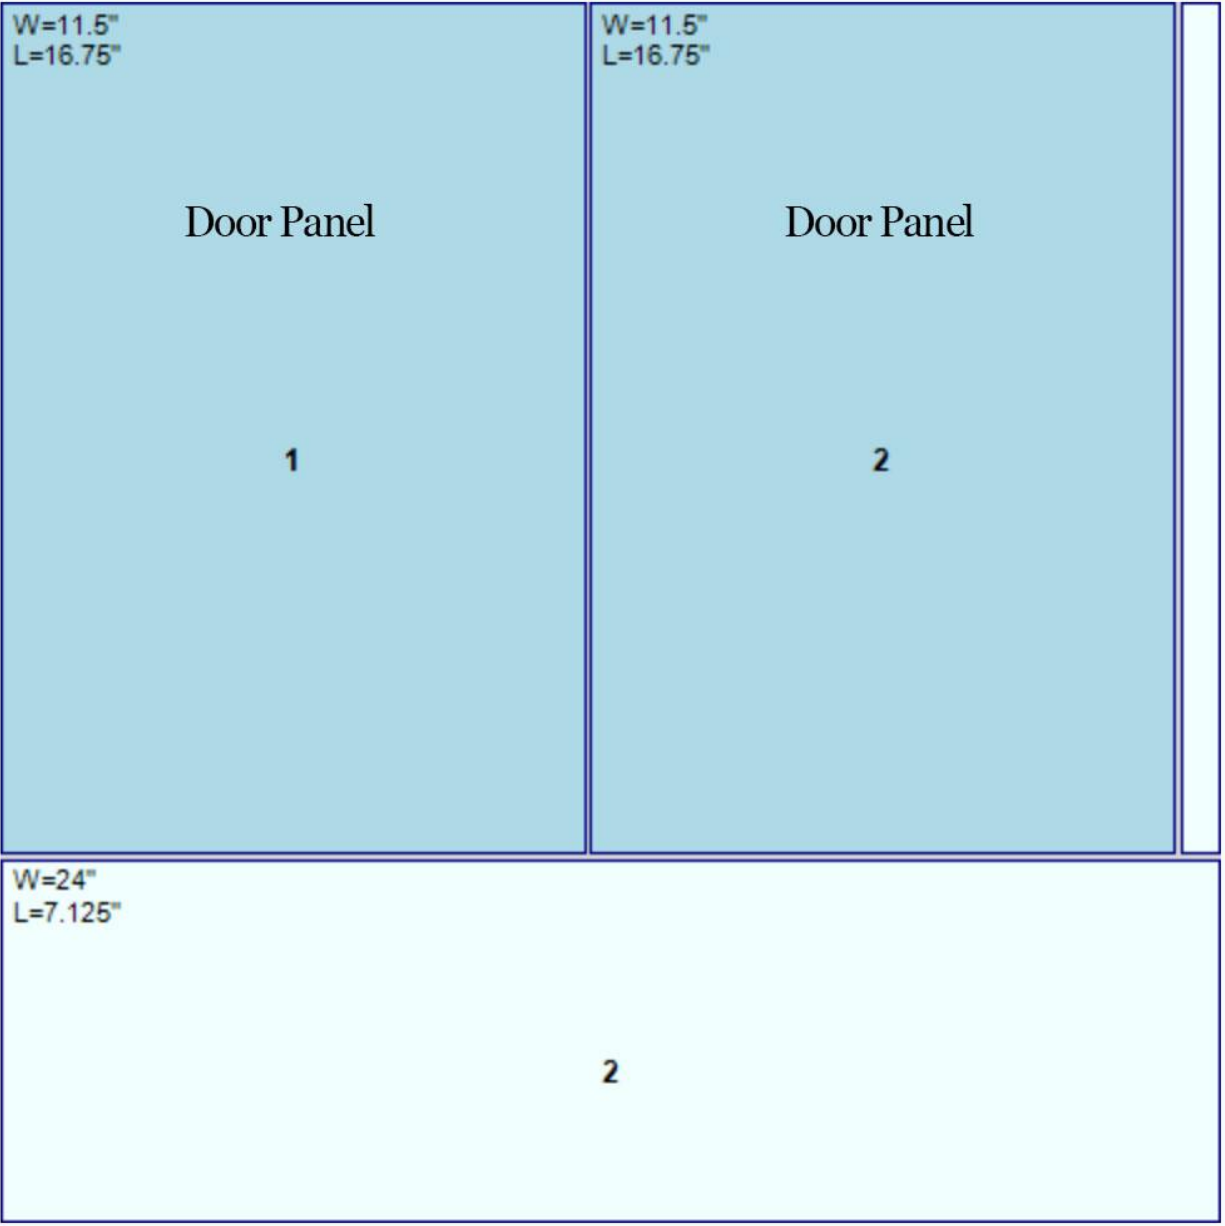 W=11.5"
L=16.75"
Door Panel
1
W=11.5"
L=16.75"
Door Panel
2
W=24"
L=7.125"
2